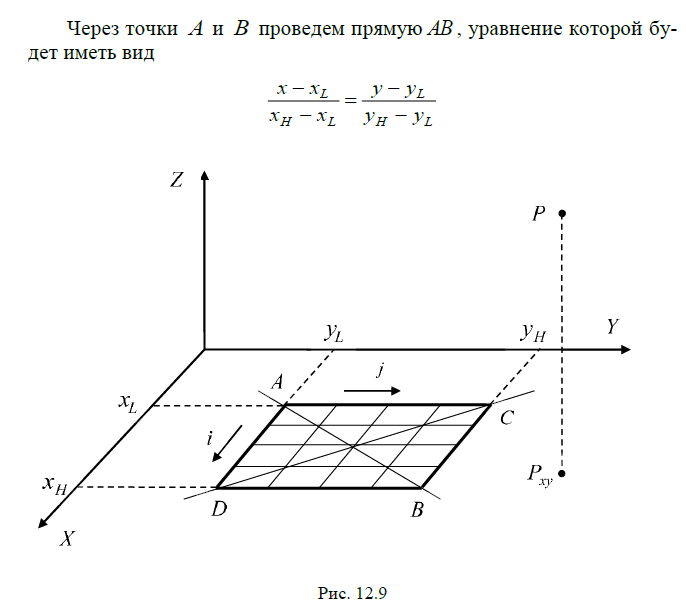 Через точки A и B проведем прямую AB, уравнение которой бу-
дет иметь вид
x − x_L / x_H − x_L = y − y_L / y_H − y_L
Z
P
y_L
y_H
Y
A
j
x_L
C
i
x_H
P_xy
D
B
X
Рис. 12.9